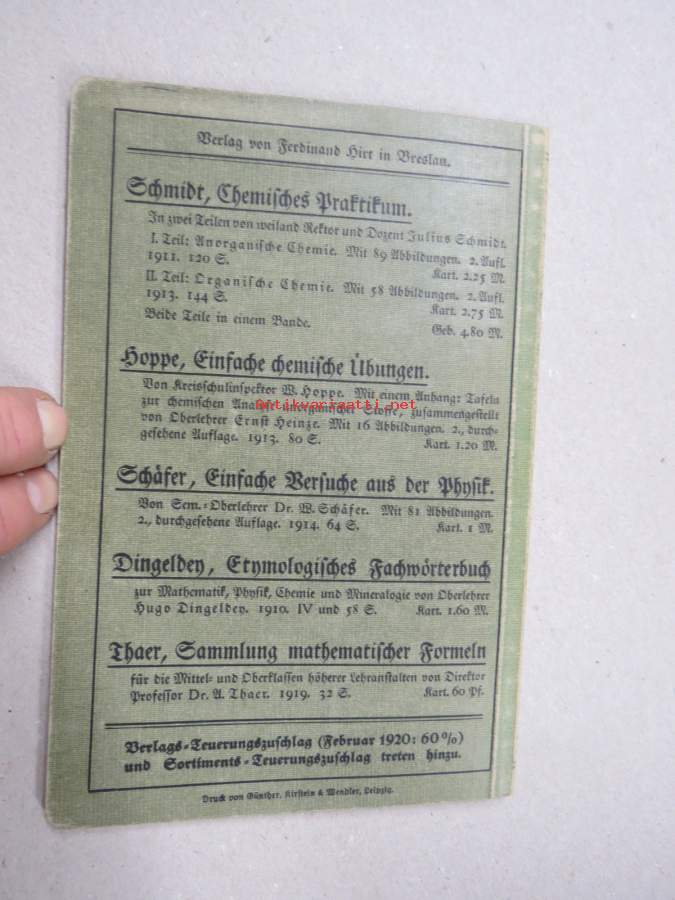 Verlag von Ferdinand Hirt in Breslau.
Schmidt, Chemisches Praktikum.
In zwei Teilen von weiland Rektor und Dozent Julius Schmidt.
I. Teil: Anorganische Chemie. Mit 89 Abbildungen. 2. Aufl.
1911. 120 S. Kart. 2.25 M.
II. Teil: Organische Chemie. Mit 58 Abbildungen. 2. Aufl.
1913. 144 S. Kart. 2.75 M.
Beide Teile in einem Bande. Geb. 4.80 M.
Hoppe, Einfache chemische Übungen.
Von Kreisschulinspektor W. Hoppe. Mit einem Anhang: Tafeln
zur chemischen Analyse anorganischer Stoffe, zusammengestellt
von Oberlehrer Ernst Heinze. Mit 16 Abbildungen. 2., durch-
gesehene Auflage. 1913. 80 S. Kart. 1.20 M.
antikvariaatti.net
Schäfer, Einfache Versuche aus der Physik.
Von Sem.-Oberlehrer Dr. W. Schäfer. Mit 81 Abbildungen.
2., durchgesehene Auflage. 1914. 64 S. Kart. 1 M.
Dingeldey, Etymologisches Fachwörterbuch
zur Mathematik, Physik, Chemie und Mineralogie von Oberlehrer
Hugo Dingeldey. 1910. IV und 58 S. Kart. 1.60 M.
Thaer, Sammlung mathematischer Formeln
für die Mittel- und Oberklassen höherer Lehranstalten von Direktor
Professor Dr. A. Thaer. 1919. 32 S. Kart. 60 Pf.
Verlags-Teuerungszuschlag (Februar 1920: 60%)
und Sortiments-Teuerungszuschlag treten hinzu.
Druck von Günther, Kirstein & Wendler, Leipzig.